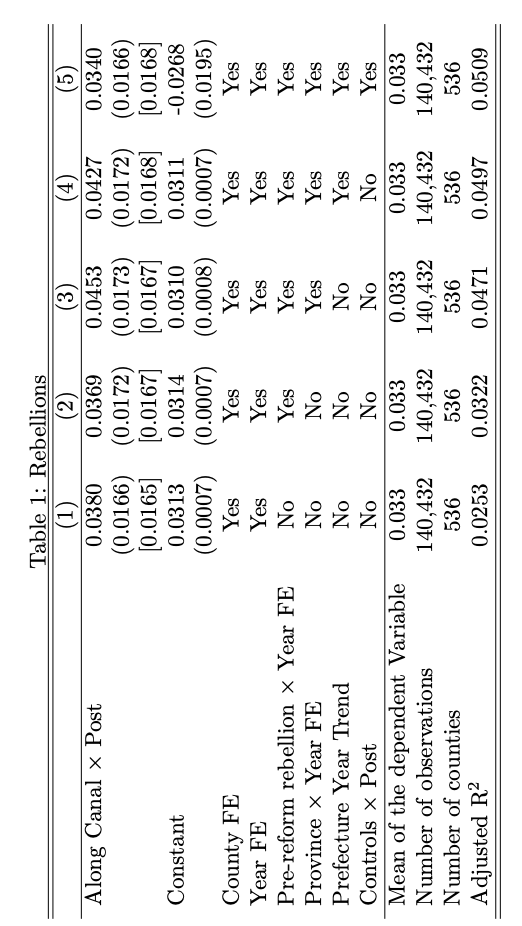 Table 1: Rebellions
(1) (2) (3) (4) (5)
Along Canal × Post 0.0380 0.0369 0.0453 0.0427 0.0340
(0.0166) (0.0172) (0.0173) (0.0172) (0.0166)
[0.0165] [0.0167] [0.0167] [0.0168] [0.0168]
Constant 0.0313 0.0314 0.0310 0.0311 -0.0268
(0.0007) (0.0007) (0.0008) (0.0007) (0.0195)
County FE Yes Yes Yes Yes Yes
Year FE Yes Yes Yes Yes Yes
Pre-reform rebellion × Year FE No Yes Yes Yes Yes
Province × Year FE No No Yes Yes Yes
Prefecture Year Trend No No No Yes Yes
Controls × Post No No No No Yes
Mean of the dependent Variable 0.033 0.033 0.033 0.033 0.033
Number of observations 140,432 140,432 140,432 140,432 140,432
Number of counties 536 536 536 536 536
Adjusted R² 0.0253 0.0322 0.0471 0.0497 0.0509